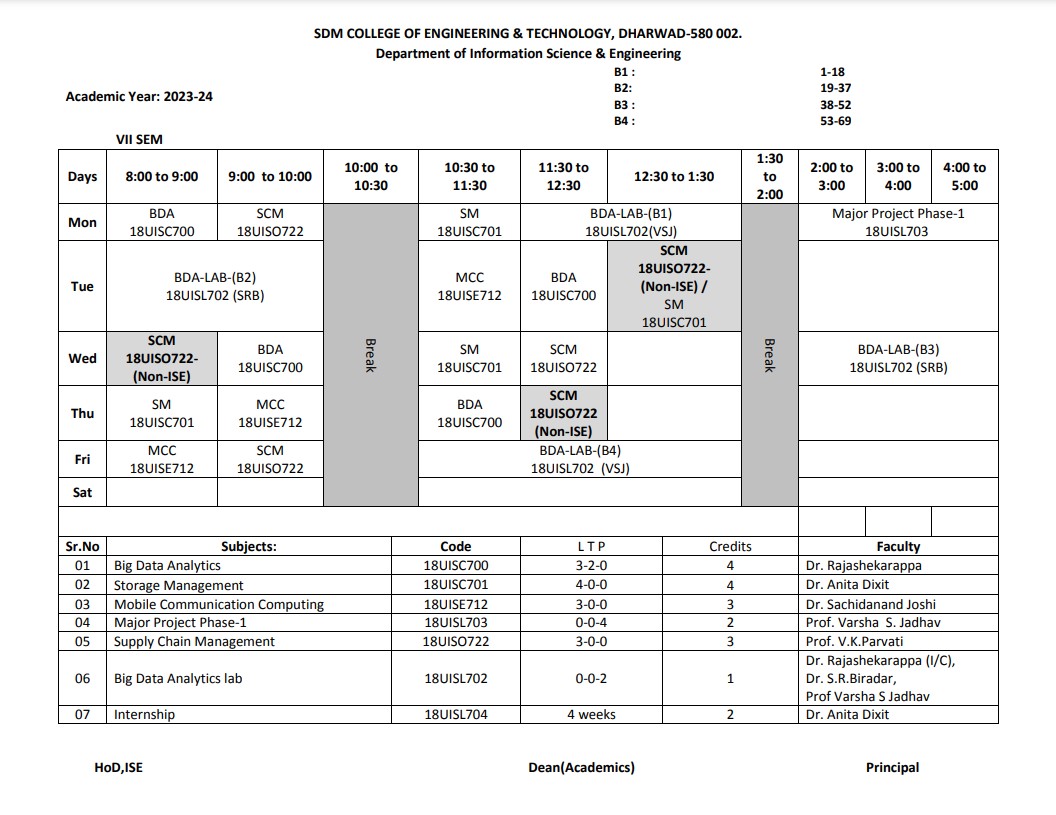 SDM COLLEGE OF ENGINEERING & TECHNOLOGY, DHARWAD-580 002.
Department of Information Science & Engineering
B1 : 1-18
B2: 19-37
Academic Year: 2023-24
B3 : 38-52
B4 : 53-69
VII SEM
Days 8:00 to 9:00 9:00 to 10:00 10:00 to 10:30 10:30 to 11:30 11:30 to 12:30 12:30 to 1:30 1:30 to 2:00 2:00 to 3:00 3:00 to 4:00 4:00 to 5:00
Mon
BDA
18UISC700
SCM
18UISO722
SM
18UISC701
BDA-LAB-(B1)
18UISL702(VSJ)
Major Project Phase-1
18UISL703
Tue
BDA-LAB-(B2)
18UISL702 (SRB)
MCC
18UISE712
BDA
18UISC700
SCM
18UISO722-
(Non-ISE) /
SM
18UISC701
Break
Break
Wed
SCM
18UISO722-
(Non-ISE)
BDA
18UISC700
SM
18UISC701
SCM
18UISO722
BDA-LAB-(B3)
18UISL702 (SRB)
Thu
SM
18UISC701
MCC
18UISE712
BDA
18UISC700
SCM
18UISO722
(Non-ISE)
Fri
MCC
18UISE712
SCM
18UISO722
BDA-LAB-(B4)
18UISL702 (VSJ)
Sat
Sr.No Subjects: Code L T P Credits Faculty
01 Big Data Analytics 18UISC700 3-2-0 4 Dr. Rajashekarappa
02 Storage Management 18UISC701 4-0-0 4 Dr. Anita Dixit
03 Mobile Communication Computing 18UISE712 3-0-0 3 Dr. Sachidanand Joshi
04 Major Project Phase-1 18UISL703 0-0-4 2 Prof. Varsha S. Jadhav
05 Supply Chain Management 18UISO722 3-0-0 3 Prof. V.K.Parvati
06 Big Data Analytics lab 18UISL702 0-0-2 1 Dr. Rajashekarappa (I/C),
Dr. S.R.Biradar,
Prof Varsha S Jadhav
07 Internship 18UISL704 4 weeks 2 Dr. Anita Dixit
HoD,ISE Dean(Academics) Principal